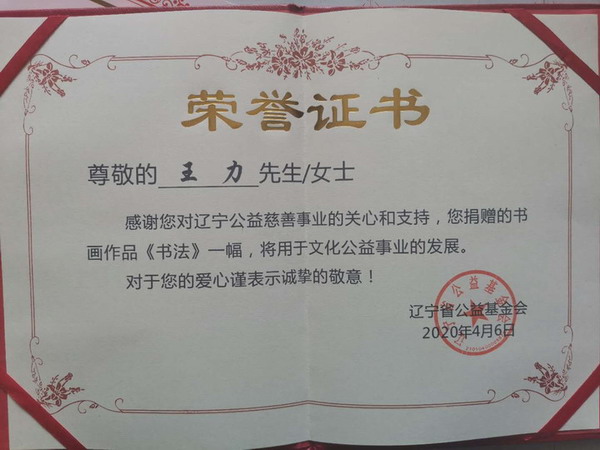 荣誉证书
尊敬的 王 力 先生/女士
感谢您对辽宁公益慈善事业的关心和支持，您捐赠的书
画作品《书法》一幅，将用于文化公益事业的发展。
对于您的爱心谨表示诚挚的敬意！
辽宁省公益基金会
2020年4月6日